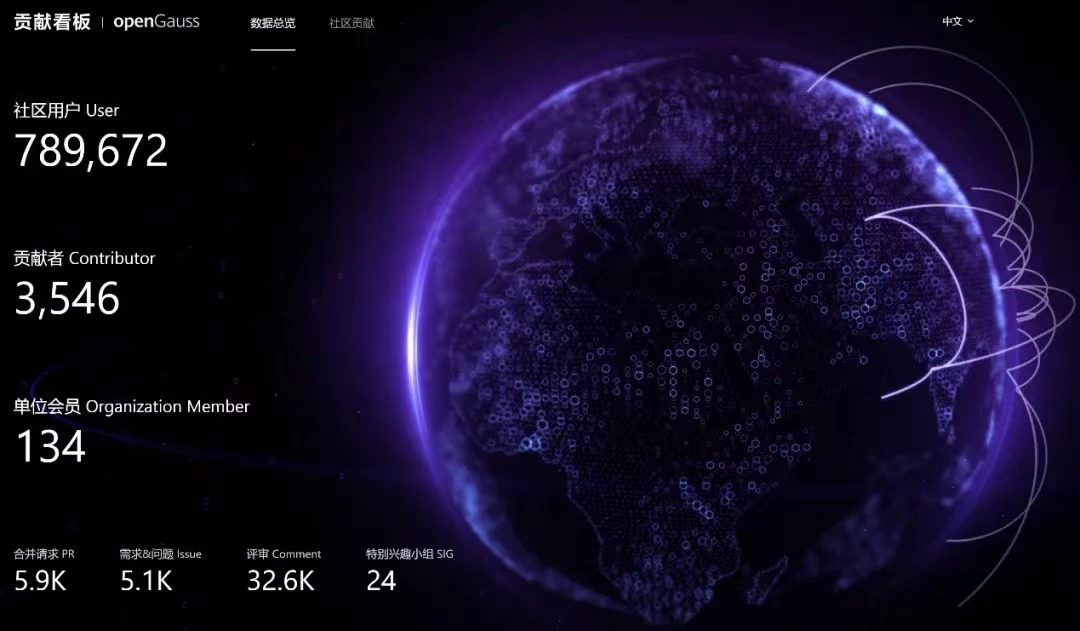 贡献看板 | openGauss 数据总览 社区贡献 中文
社区用户 User
789,672
贡献者 Contributor
3,546
单位会员 Organization Member
134
合并请求 PR 需求&问题 Issue 评审 Comment 特别兴趣小组 SIG
5.9K 5.1K 32.6K 24